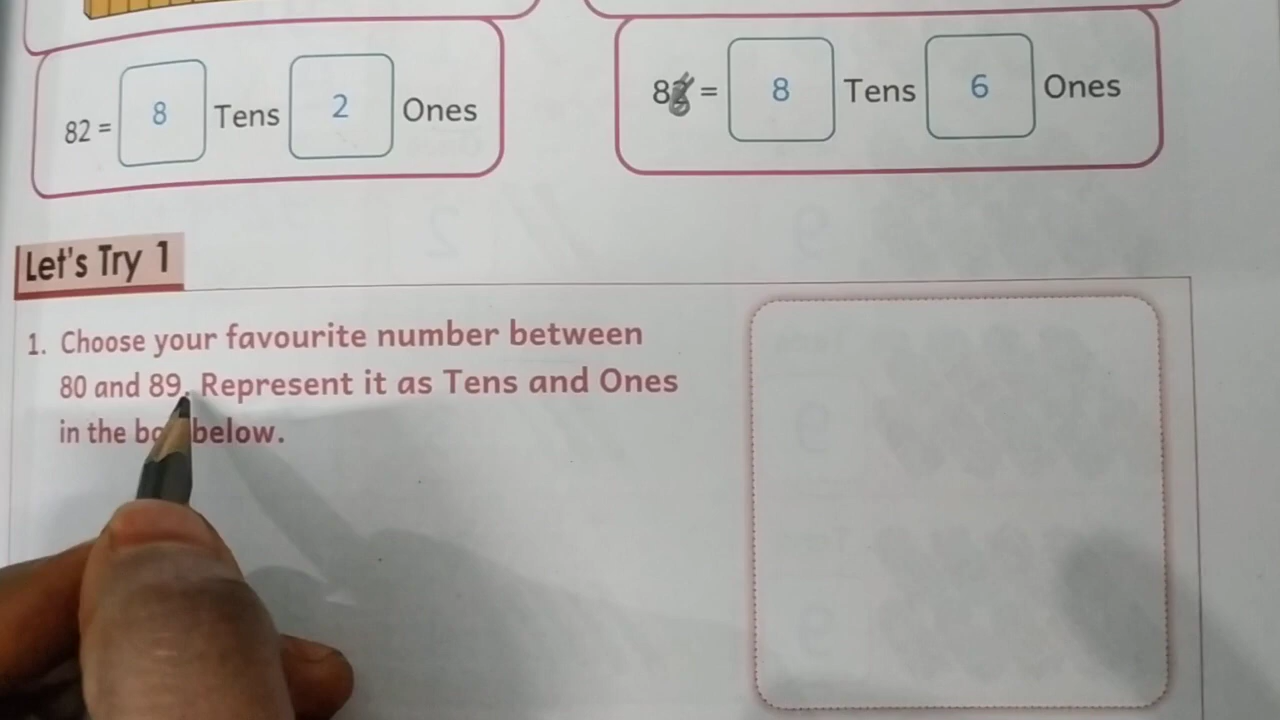 82 = 8 Tens 2 Ones
86 = 8 Tens 6 Ones
Let's Try 1
1. Choose your favourite number between
80 and 89. Represent it as Tens and Ones
in the below.